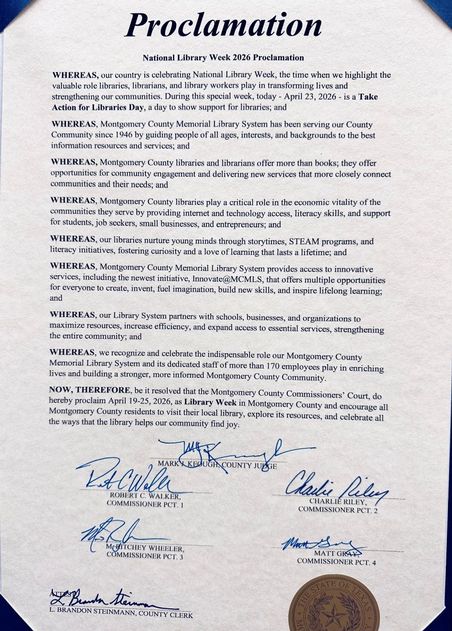 Proclamation
National Library Week 2026 Proclamation
WHEREAS, our country is celebrating National Library Week, the time when we highlight the
valuable role libraries, librarians, and library workers play in transforming lives and
strengthening our communities. During this special week, today - April 23, 2026 - is a Take
Action for Libraries Day, a day to show support for libraries; and
WHEREAS, Montgomery County Memorial Library System has been serving our County
Community since 1946 by guiding people of all ages, interests, and backgrounds to the best
information resources and services; and
WHEREAS, Montgomery County libraries and librarians offer more than books; they offer
opportunities for community engagement and delivering new services that more closely connect
communities and their needs; and
WHEREAS, Montgomery County libraries play a critical role in the economic vitality of the
communities they serve by providing internet and technology access, literacy skills, and support
for students, job seekers, small businesses, and entrepreneurs; and
WHEREAS, our libraries nurture young minds through storytimes, STEAM programs, and
literacy initiatives, fostering curiosity and a love of learning that lasts a lifetime; and
WHEREAS, Montgomery County Memorial Library System provides access to innovative
services, including the newest initiative, Innovate@MCMLS, that offers multiple opportunities
for everyone to create, invent, fuel imagination, build new skills, and inspire lifelong learning;
and
WHEREAS, our Library System partners with schools, businesses, and organizations to
maximize resources, increase efficiency, and expand access to essential services, strengthening
the entire community; and
WHEREAS, we recognize and celebrate the indispensable role our Montgomery County
Memorial Library System and its dedicated staff of more than 170 employees play in enriching
lives and building a stronger, more informed Montgomery County Community.
NOW, THEREFORE, be it resolved that the Montgomery County Commissioners' Court, do
hereby proclaim April 19-25, 2026, as Library Week in Montgomery County and encourage all
Montgomery County residents to visit their local library, explore its resources, and celebrate all
the ways that the library helps our community find joy.
MARK J. KEOUGH, COUNTY JUDGE
Charlie Riley
ROBERT C. WALKER,
COMMISSIONER PCT. 1
CHARLIE RILEY,
COMMISSIONER PCT. 2
M. RITCHEY WHEELER,
COMMISSIONER PCT. 3
MATT GRAY,
COMMISSIONER PCT. 4
L. Brandon Steinmann
L. BRANDON STEINMANN, COUNTY CLERK
THE STATE OF TEXAS